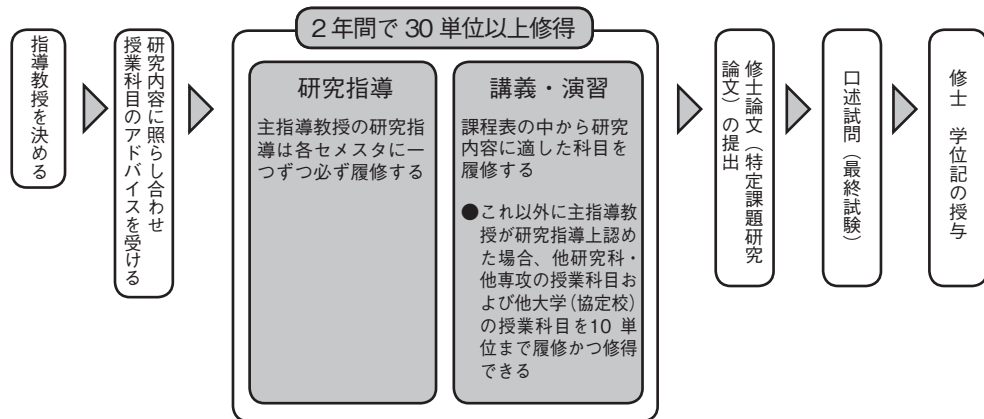 指導教授を決める
研究内容に照らし合わせ
授業科目のアドバイスを受ける
2年間で30単位以上修得
研究指導
主指導教授の研究指
導は各セメスタに一
つずつ必ず履修する
講義・演習
課程表の中から研究
内容に適した科目を
履修する
●これ以外に主指導教
授が研究指導上認め
た場合、他研究科・
他専攻の授業科目お
よび他大学(協定校)
の授業科目を10 単
位まで履修かつ修得
できる
修士論文(特定課題研究
論文)の提出
口述試問(最終試験)
修士 学位記の授与